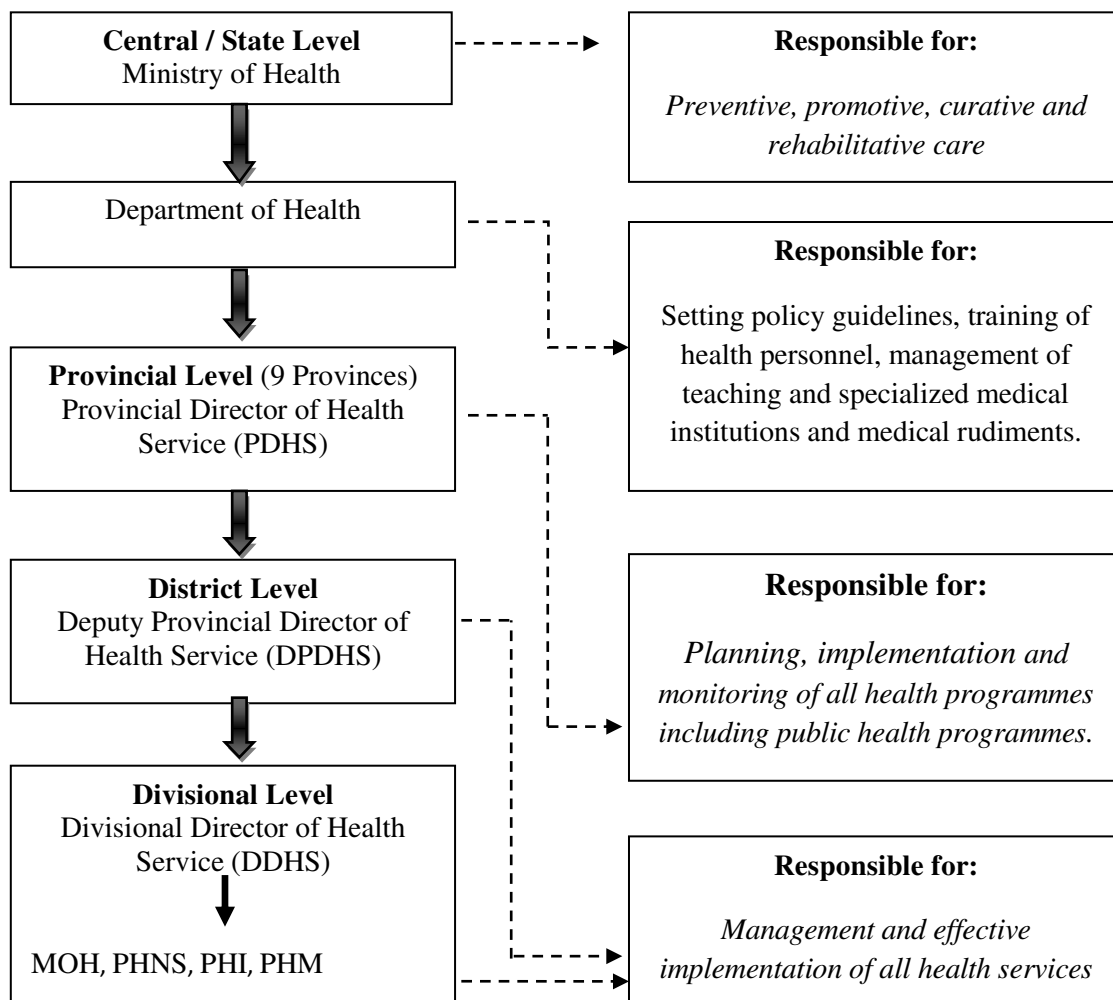 Central / State Level
Ministry of Health
Responsible for:
Preventive, promotive, curative and
rehabilitative care
Department of Health
Responsible for:
Setting policy guidelines, training of
health personnel, management of
teaching and specialized medical
institutions and medical rudiments.
Provincial Level (9 Provinces)
Provincial Director of Health
Service (PDHS)
Responsible for:
Planning, implementation and
monitoring of all health programmes
including public health programmes.
District Level
Deputy Provincial Director of
Health Service (DPDHS)
Divisional Level
Divisional Director of Health
Service (DDHS)
MOH, PHNS, PHI, PHM
Responsible for:
Management and effective
implementation of all health services